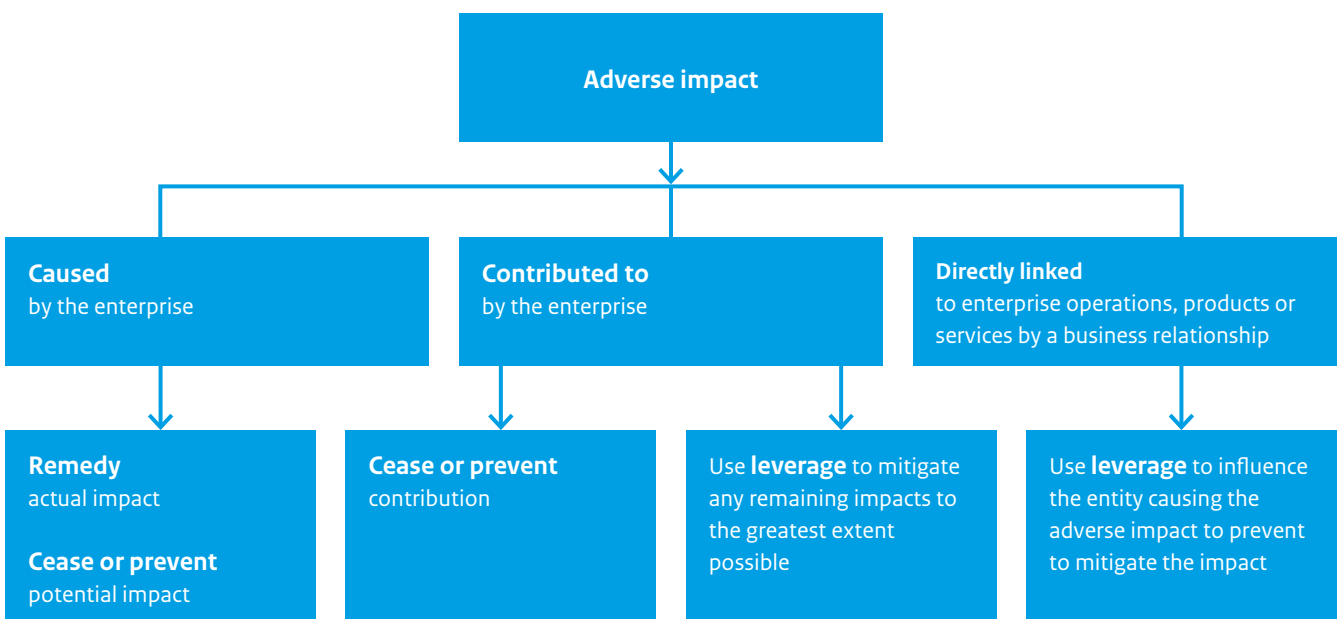 Adverse impact
Caused
by the enterprise
Contributed to
by the enterprise
Directly linked
to enterprise operations, products or
services by a business relationship
Remedy
actual impact
Cease or prevent
potential impact
Cease or prevent
contribution
Use leverage to mitigate
any remaining impacts to
the greatest extent
possible
Use leverage to influence
the entity causing the
adverse impact to prevent
to mitigate the impact